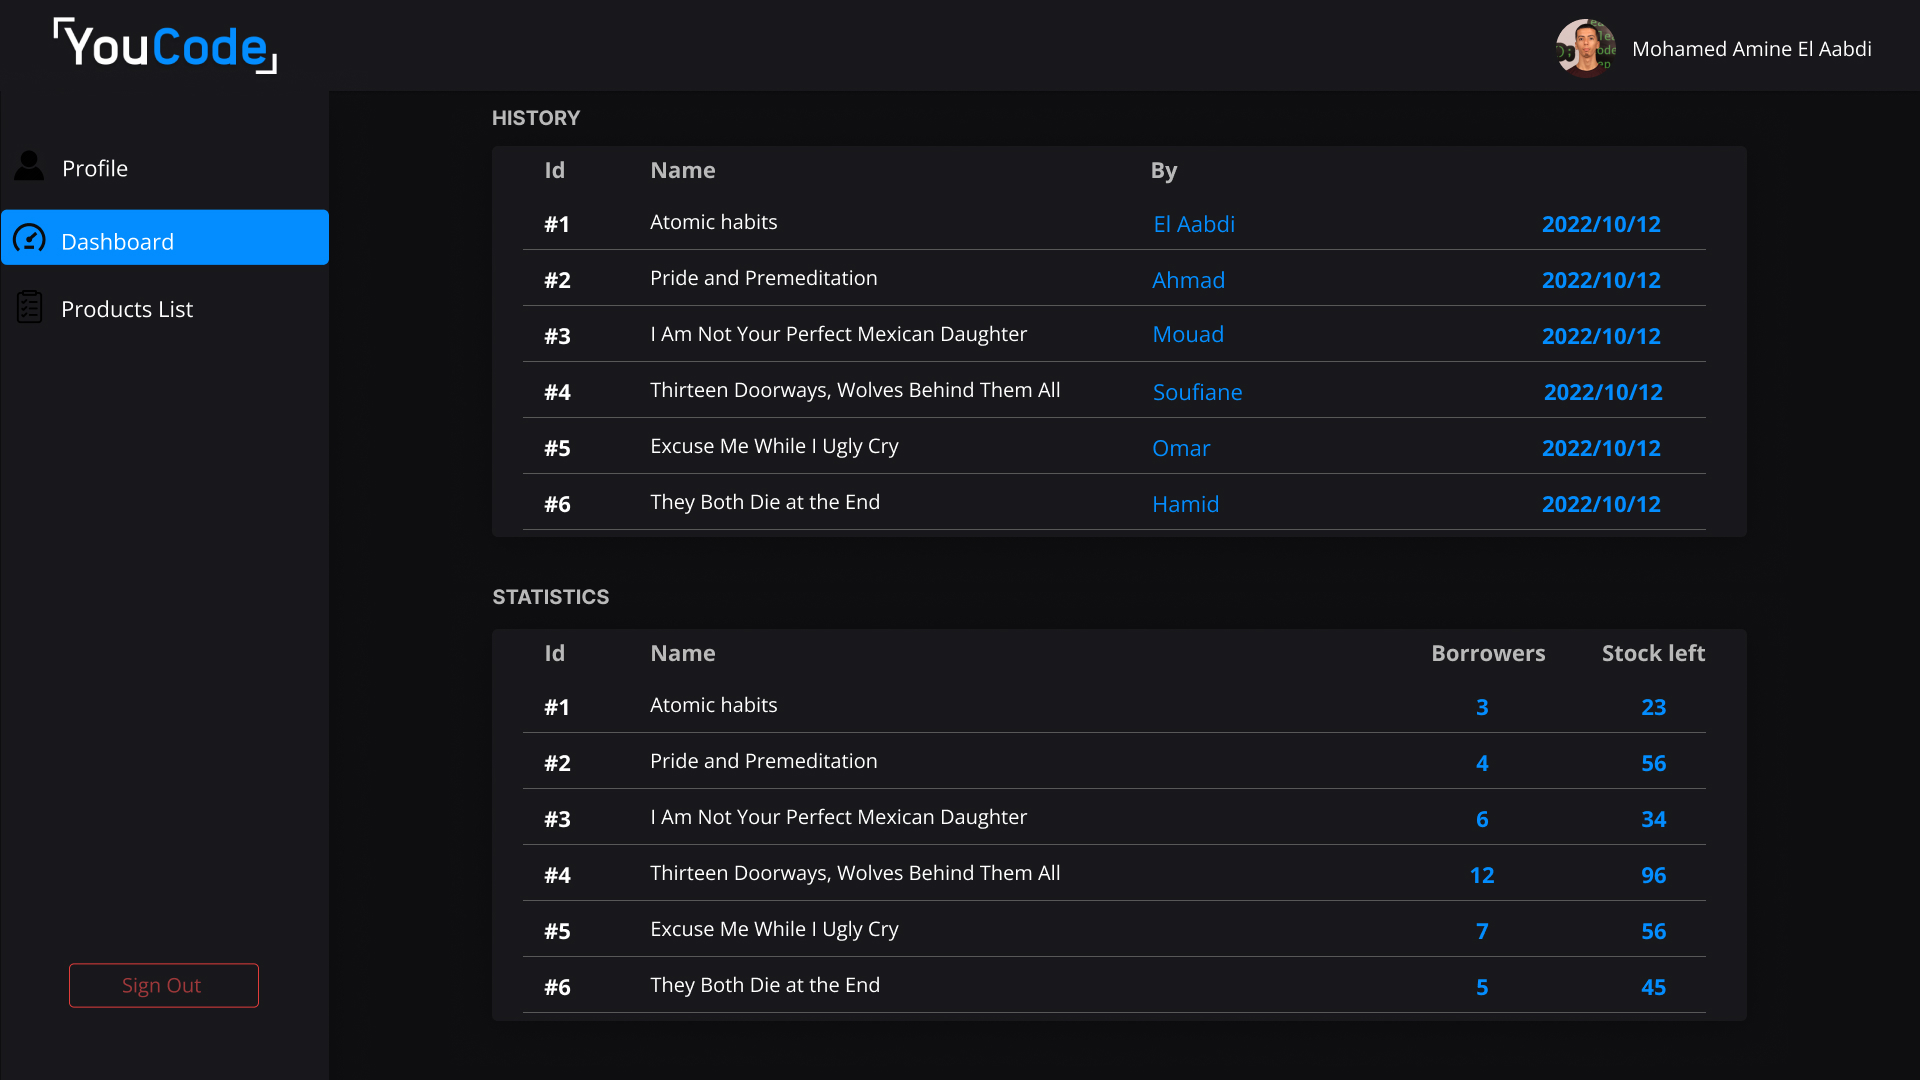 YouCode
Mohamed Amine El Aabdi
Profile
Dashboard
Products List
Sign Out
HISTORY
Id Name By
#1 Atomic habits El Aabdi 2022/10/12
#2 Pride and Premeditation Ahmad 2022/10/12
#3 I Am Not Your Perfect Mexican Daughter Mouad 2022/10/12
#4 Thirteen Doorways, Wolves Behind Them All Soufiane 2022/10/12
#5 Excuse Me While I Ugly Cry Omar 2022/10/12
#6 They Both Die at the End Hamid 2022/10/12
STATISTICS
Id Name Borrowers Stock left
#1 Atomic habits 3 23
#2 Pride and Premeditation 4 56
#3 I Am Not Your Perfect Mexican Daughter 6 34
#4 Thirteen Doorways, Wolves Behind Them All 12 96
#5 Excuse Me While I Ugly Cry 7 56
#6 They Both Die at the End 5 45